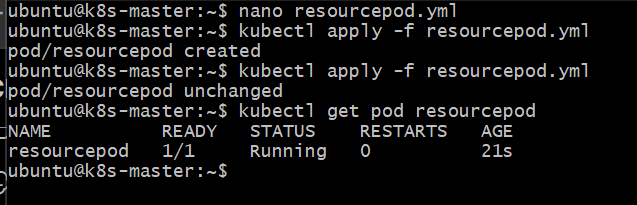 ubuntu@k8s-master:~$ nano resourcepod.yml
ubuntu@k8s-master:~$ kubectl apply -f resourcepod.yml
pod/resourcepod created
ubuntu@k8s-master:~$ kubectl apply -f resourcepod.yml
pod/resourcepod unchanged
ubuntu@k8s-master:~$ kubectl get pod resourcepod
NAME READY STATUS RESTARTS AGE
resourcepod 1/1 Running 0 21s
ubuntu@k8s-master:~$